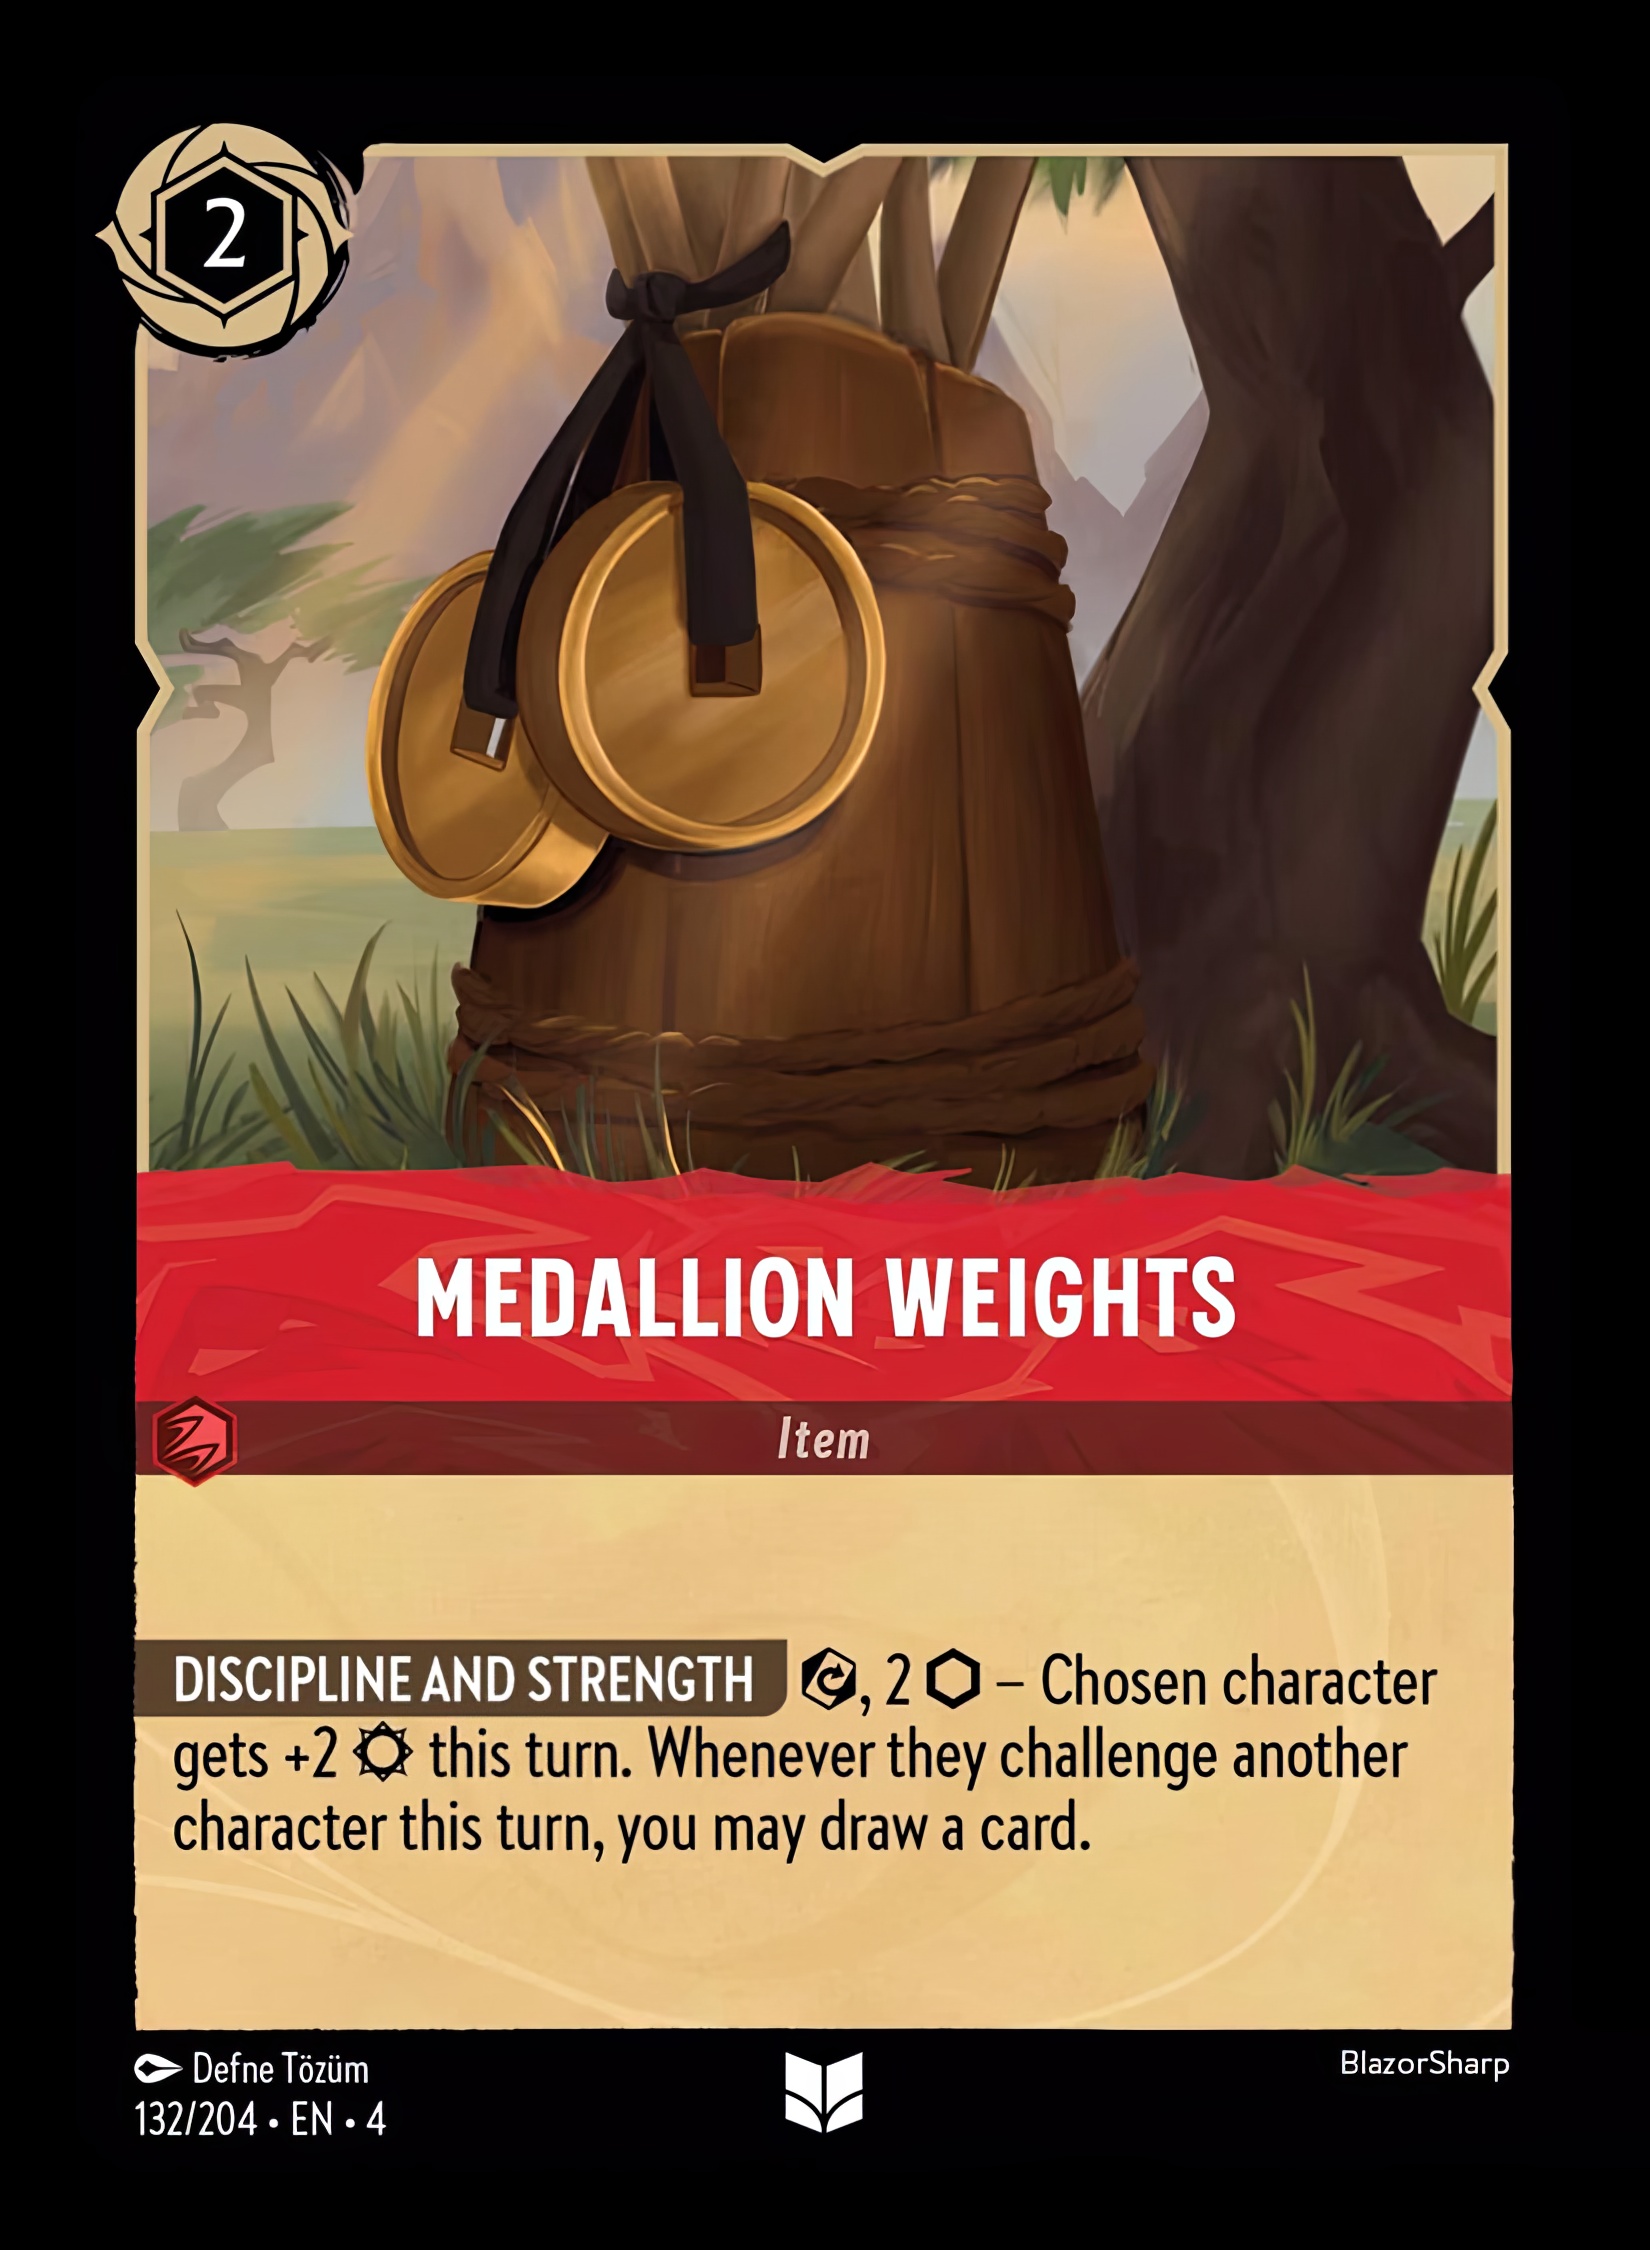 2
MEDALLION WEIGHTS
Item
DISCIPLINE AND STRENGTH , 2 – Chosen character
gets +2 this turn. Whenever they challenge another
character this turn, you may draw a card.
Defne Tözüm
BlazorSharp
132/204 • EN • 4